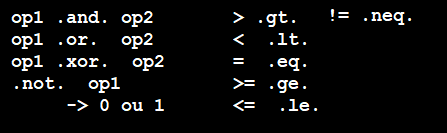 op1 .and. op2 > .gt. != .neq.
op1 .or. op2 < .lt.
op1 .xor. op2 = .eq.
.not. op1 >= .ge.
-> 0 ou 1 <= .le.